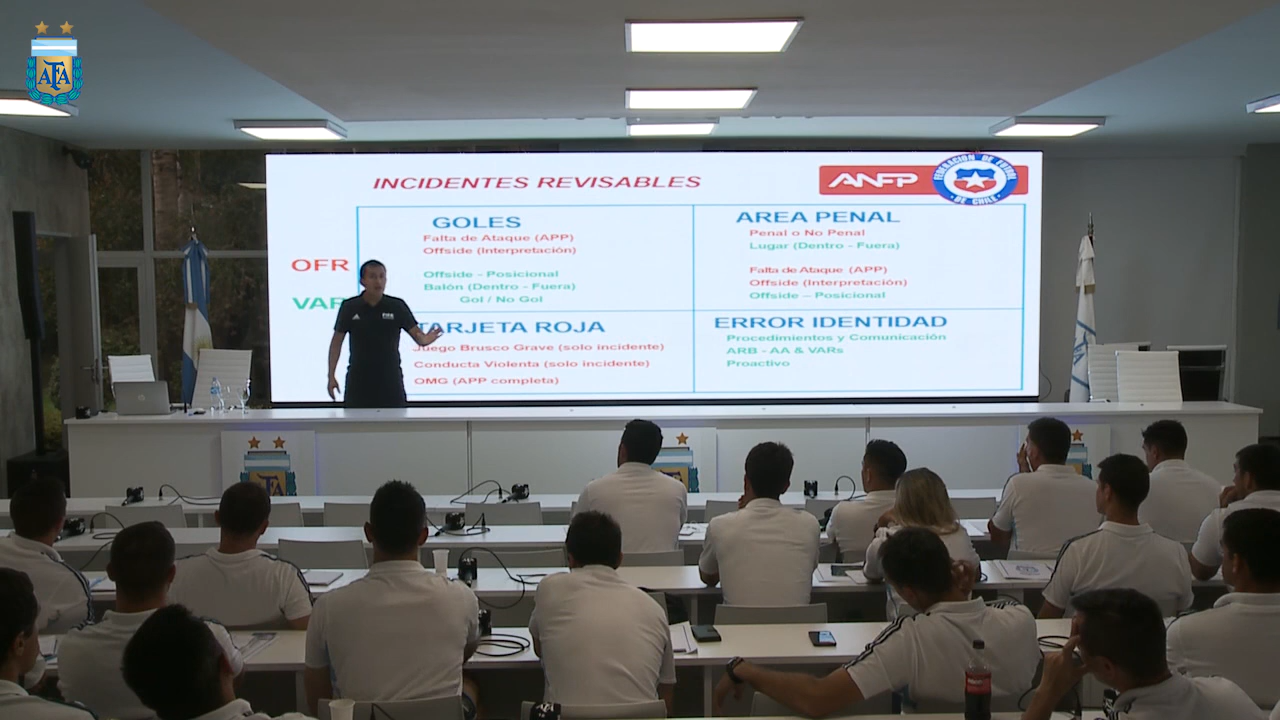 AFA
INCIDENTES REVISABLES
ANFP
FEDERACION DE FUTBOL
DE CHILE
OFR
VAR
GOLES
Falta de Ataque (APP)
Offside (Interpretación)
Offside - Posicional
Balón (Dentro - Fuera)
Gol / No Gol
AREA PENAL
Penal o No Penal
Lugar (Dentro - Fuera)
Falta de Ataque (APP)
Offside (Interpretación)
Offside – Posicional
TARJETA ROJA
Juego Brusco Grave (solo incidente)
Conducta Violenta (solo incidente)
OMG (APP completa)
ERROR IDENTIDAD
Procedimientos y Comunicación
ARB - AA & VARs
Proactivo
FIFA
AFA